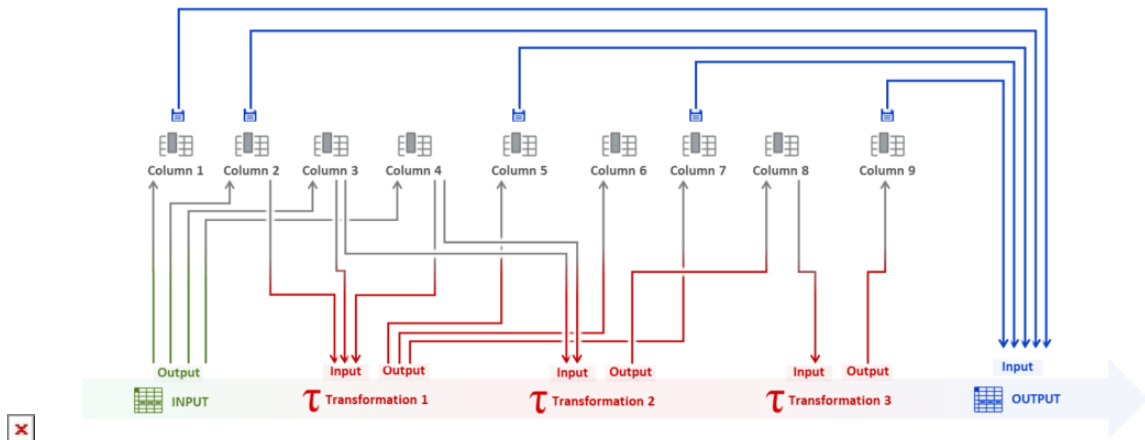 Column 1 Column 2 Column 3 Column 4 Column 5 Column 6 Column 7 Column 8 Column 9
Output Input Output Input Output Input Output Input
INPUT τ Transformation 1 τ Transformation 2 τ Transformation 3 OUTPUT